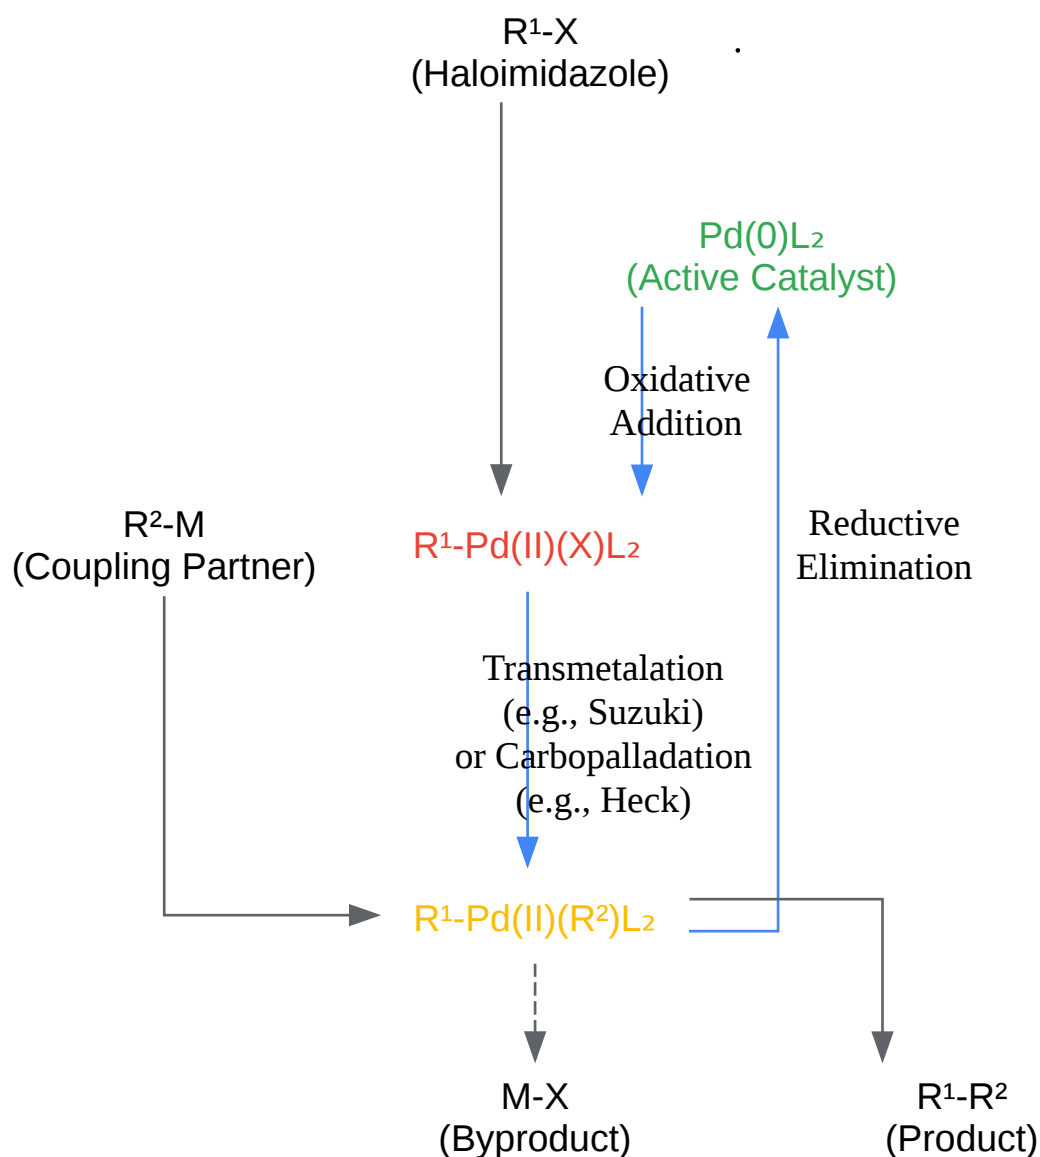 R¹-X
(Haloimidazole)
.
Pd(0)L₂
(Active Catalyst)
Oxidative
Addition
R²-M
(Coupling Partner)
R¹-Pd(II)(X)L₂
Reductive
Elimination
Transmetalation
(e.g., Suzuki)
or Carbopalladation
(e.g., Heck)
R¹-Pd(II)(R²)L₂
M-X
(Byproduct)
R¹-R²
(Product)